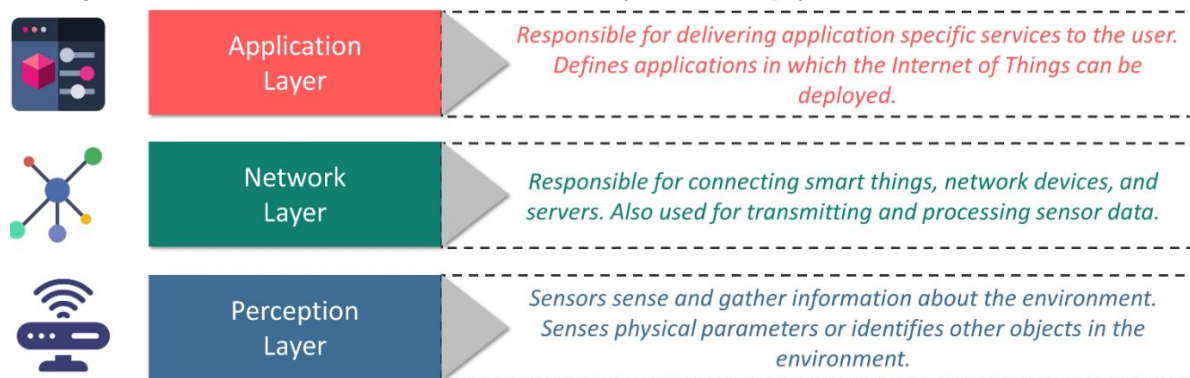 Application
Layer
Responsible for delivering application specific services to the user.
Defines applications in which the Internet of Things can be
deployed.
Network
Layer
Responsible for connecting smart things, network devices, and
servers. Also used for transmitting and processing sensor data.
Perception
Layer
Sensors sense and gather information about the environment.
Senses physical parameters or identifies other objects in the
environment.